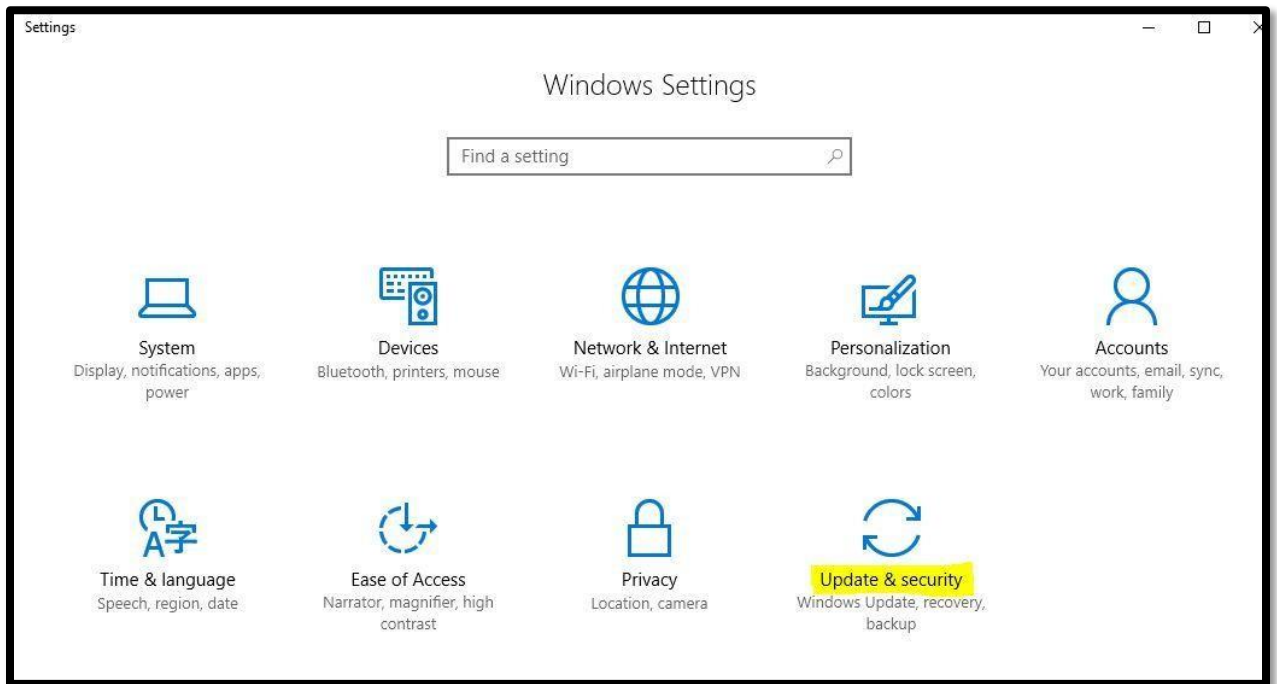 Settings
Windows Settings
Find a setting
System
Display, notifications, apps,
power
Devices
Bluetooth, printers, mouse
Network & Internet
Wi-Fi, airplane mode, VPN
Personalization
Background, lock screen,
colors
Accounts
Your accounts, email, sync,
work, family
A字
Time & language
Speech, region, date
Ease of Access
Narrator, magnifier, high
contrast
Privacy
Location, camera
Update & security
Windows Update, recovery,
backup